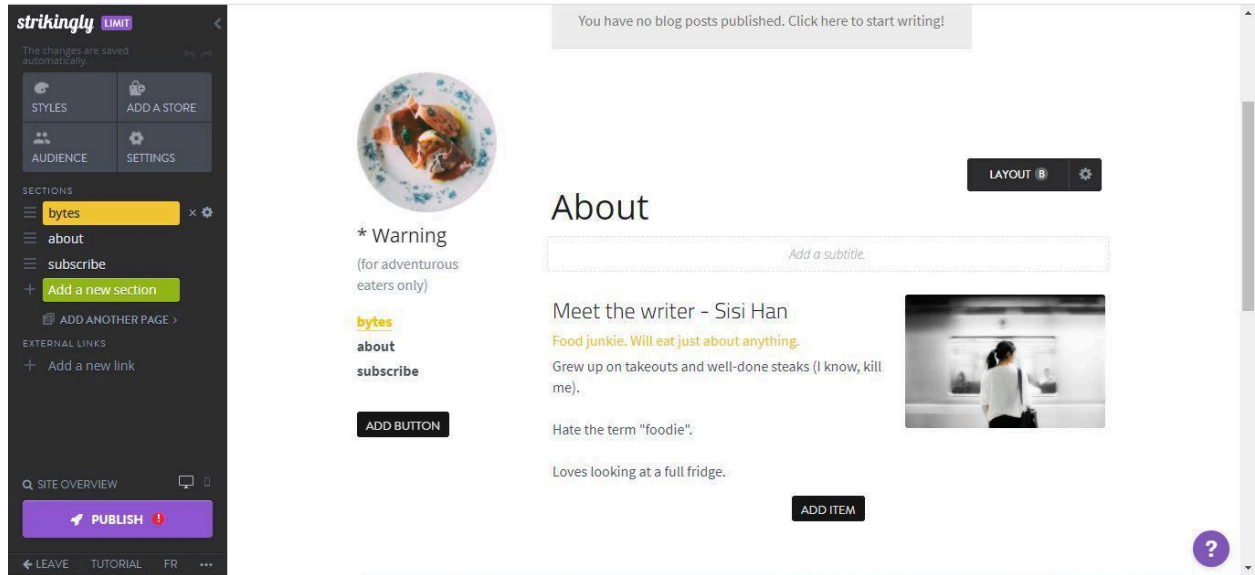 strikingly LIMIT
The changes are saved
automatically.
STYLES
ADD A STORE
AUDIENCE
SETTINGS
SECTIONS
bytes
about
subscribe
Add a new section
ADD ANOTHER PAGE >
EXTERNAL LINKS
Add a new link
SITE OVERVIEW
PUBLISH !
LEAVE TUTORIAL FR •••
You have no blog posts published. Click here to start writing!
* Warning
(for adventurous
eaters only)
bytes
about
subscribe
ADD BUTTON
LAYOUT B
About
Add a subtitle.
Meet the writer - Sisi Han
Food junkie. Will eat just about anything.
Grew up on takeouts and well-done steaks (I know, kill
me).
Hate the term "foodie".
Loves looking at a full fridge.
ADD ITEM
?